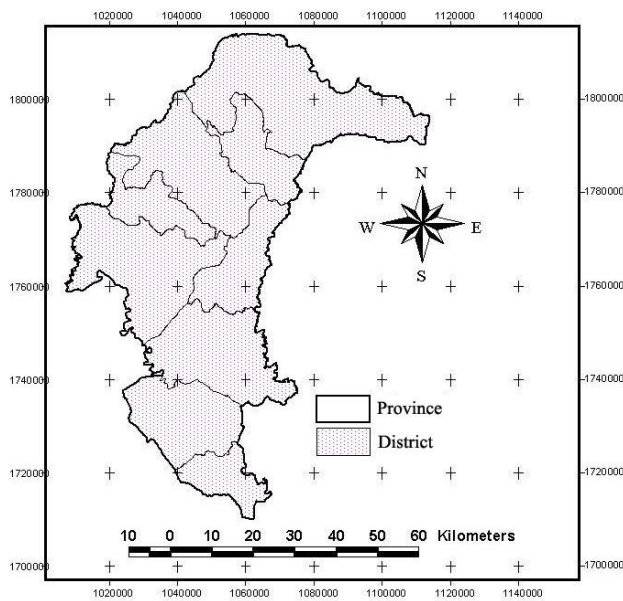 1020000 1040000 1060000 1080000 1100000 1120000 1140000
1800000 1800000
N
1780000 1780000
W E
S
1760000 1760000
1740000 1740000
Province
District
1720000 1720000
10 0 10 20 30 40 50 60 Kilometers
1700000 1700000
1020000 1040000 1060000 1080000 1100000 1120000 1140000